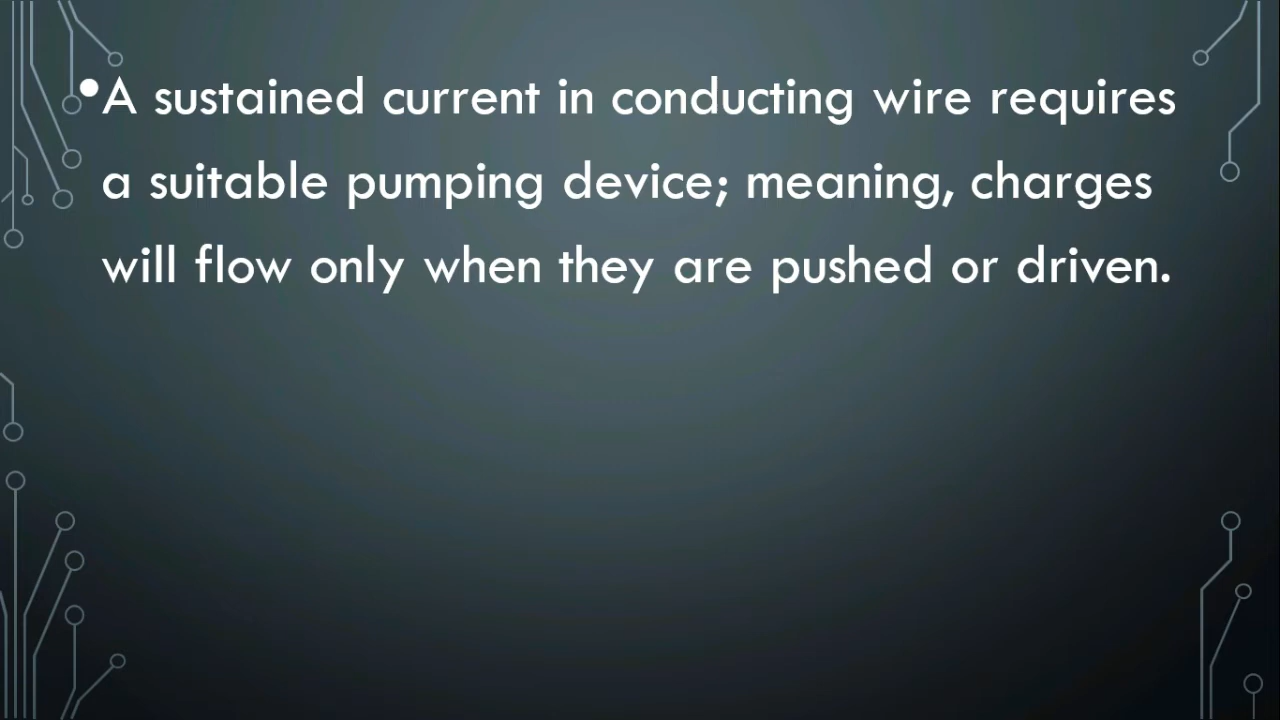 •A sustained current in conducting wire requires
a suitable pumping device; meaning, charges
will flow only when they are pushed or driven.